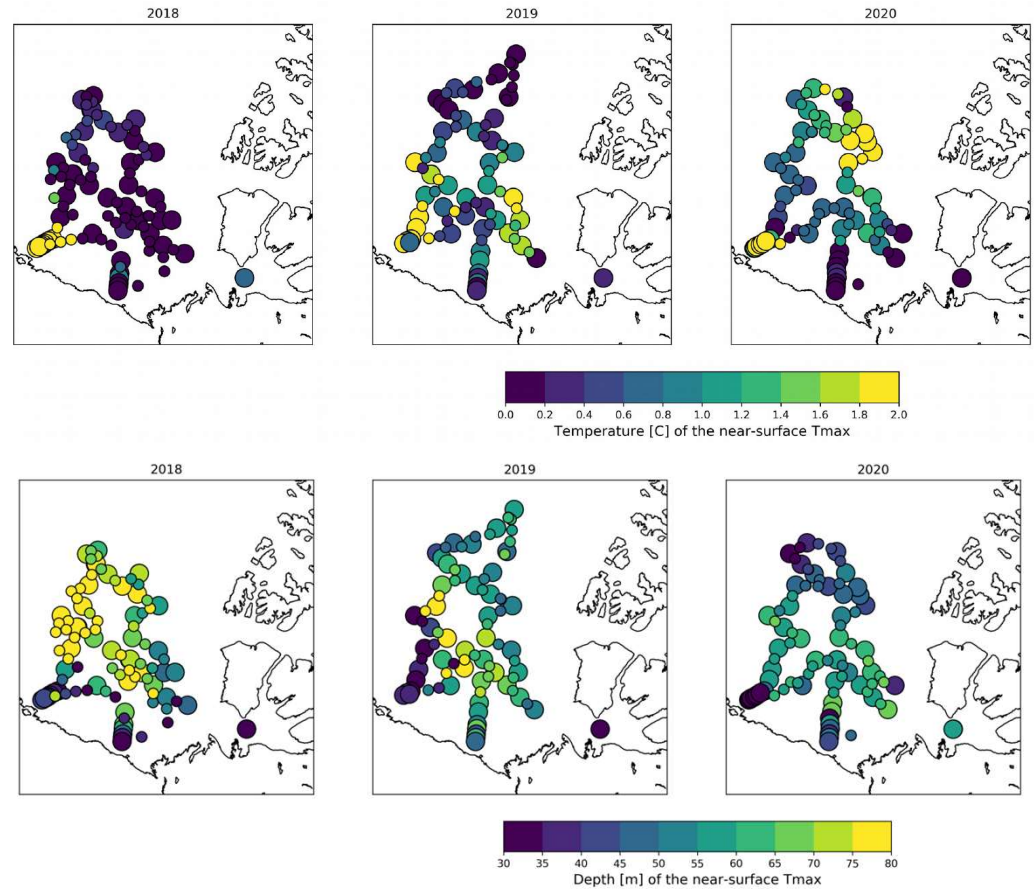 2018 2019 2020
0.0 0.2 0.4 0.6 0.8 1.0 1.2 1.4 1.6 1.8 2.0
Temperature [C] of the near-surface Tmax
2018 2019 2020
30 35 40 45 50 55 60 65 70 75 80
Depth [m] of the near-surface Tmax